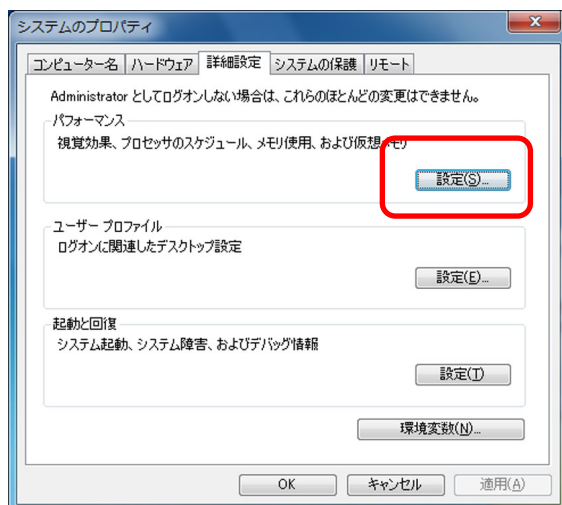 システムのプロパティ
コンピューター名 ハードウェア 詳細設定 システムの保護 リモート
Administrator としてログオンしない場合は、これらのほとんどの変更はできません。
パフォーマンス
視覚効果、プロセッサのスケジュール、メモリ使用、および仮想メモリ
設定(S)...
ユーザー プロファイル
ログオンに関連したデスクトップ設定
設定(E)...
起動と回復
システム起動、システム障害、およびデバッグ情報
設定(T)
環境変数(N)...
OK キャンセル 適用(A)